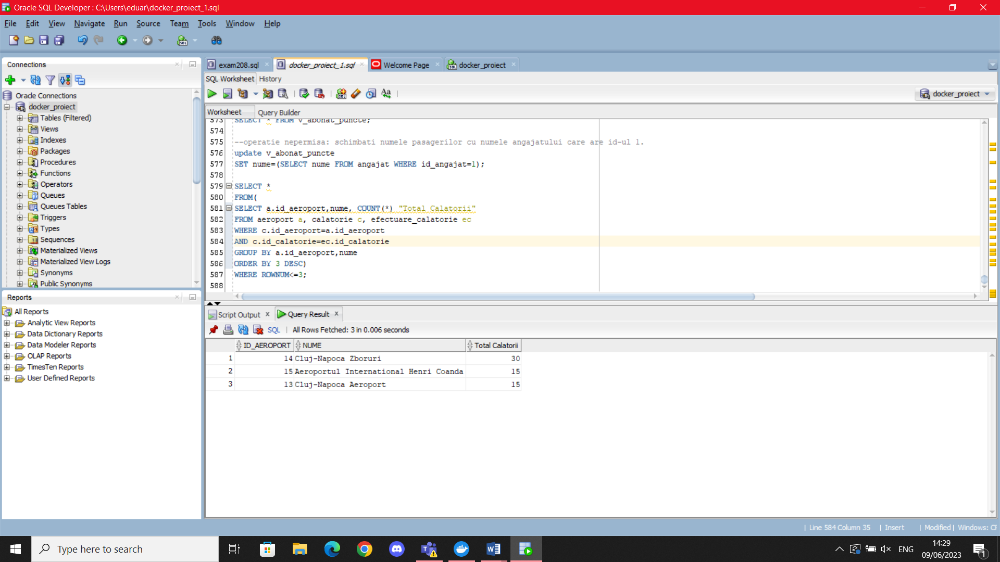 Oracle SQL Developer : C:\Users\eduar\docker_proiect_1.sql
File Edit View Navigate Run Source Team Tools Window Help
Connections
Oracle Connections
docker_proiect
Tables (Filtered)
Views
Indexes
Packages
Procedures
Functions
Operators
Queues
Queues Tables
Triggers
Types
Sequences
Materialized Views
Materialized View Logs
Synonyms
Public Synonyms
Reports
All Reports
Analytic View Reports
Data Dictionary Reports
Data Modeler Reports
OLAP Reports
TimesTen Reports
User Defined Reports
exam208.sql docker_proiect_1.sql Welcome Page docker_proiect
SQL Worksheet History
docker_proiect
Worksheet Query Builder
573 SELECT * FROM v_abonat_puncte;
574
575 --operatie nepermisa: schimbati numele pasagerilor cu numele angajatului care are id-ul 1.
576 update v_abonat_puncte
577 SET nume=(SELECT nume FROM angajat WHERE id_angajat=1);
578
579 SELECT *
580 FROM(
581 SELECT a.id_aeroport,nume, COUNT(*) "Total Calatorii"
582 FROM aeroport a, calatorie c, efectuare_calatorie ec
583 WHERE c.id_aeroport=a.id_aeroport
584 AND c.id_calatorie=ec.id_calatorie
585 GROUP BY a.id_aeroport,nume
586 ORDER BY 3 DESC)
587 WHERE ROWNUM<=3;
588
Script Output Query Result
SQL All Rows Fetched: 3 in 0.006 seconds
ID_AEROPORT NUME Total Calatorii
1 14 Cluj-Napoca Zboruri 30
2 15 Aeroportul International Henri Coanda 15
3 13 Cluj-Napoca Aeroport 15
Line 584 Column 35 Insert Modified Windows: CF
Type here to search
ENG
14:29
09/06/2023
1